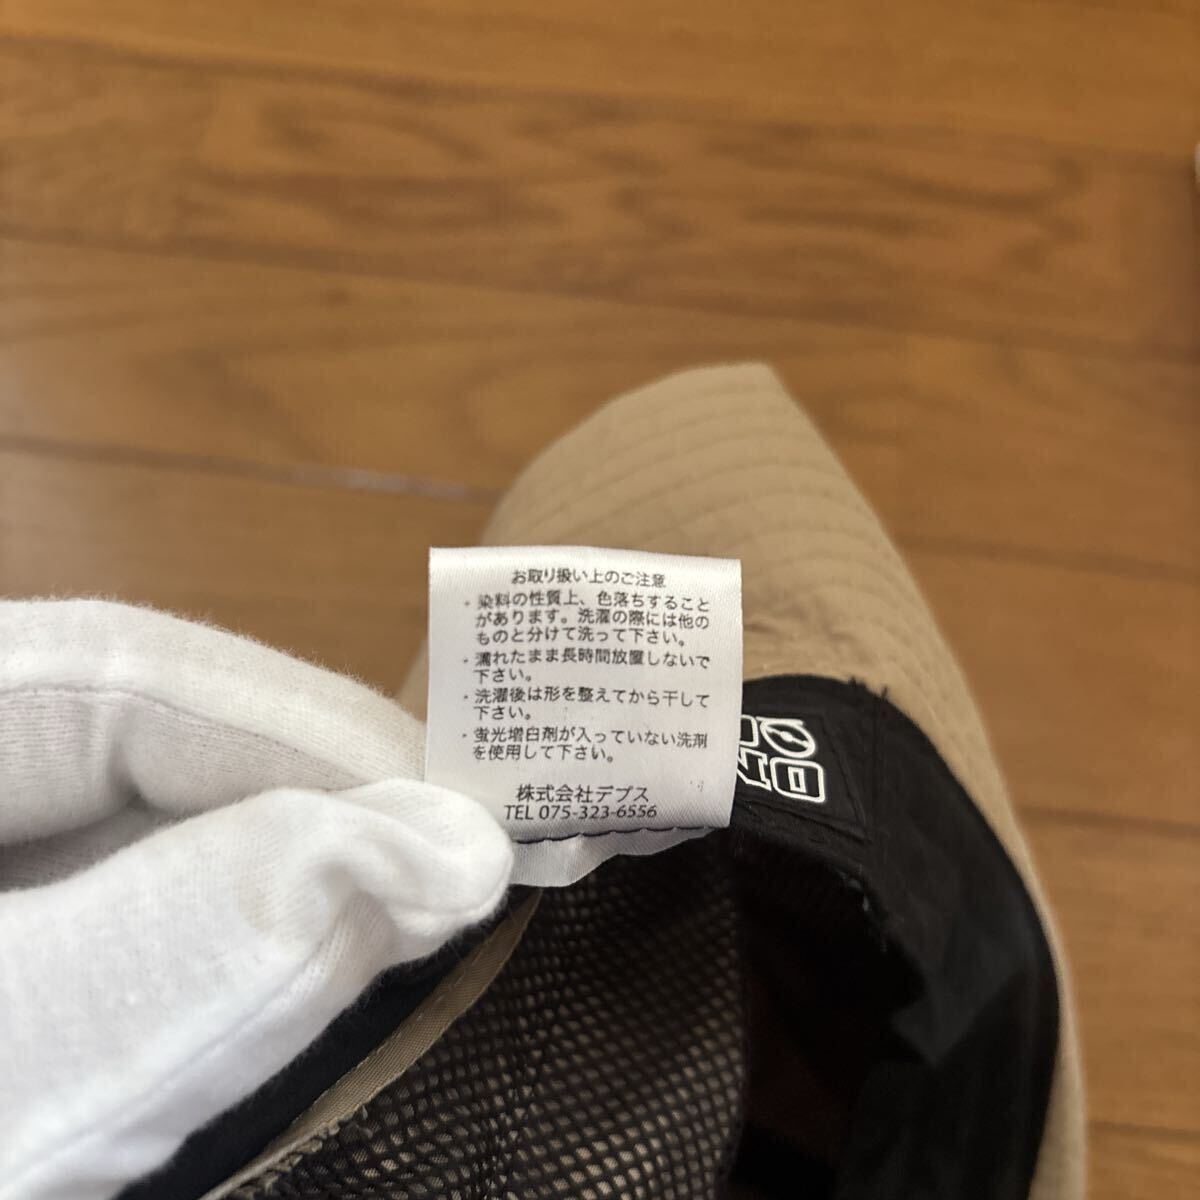 お取り扱い上のご注意
・染料の性質上、色落ちすること
があります。洗濯の際には他の
ものと分けて洗って下さい。
・濡れたまま長時間放置しないで
下さい。
・洗濯後は形を整えてから干して
下さい。
・蛍光増白剤が入っていない洗剤
を使用して下さい。
株式会社デプス
TEL 075-323-6556